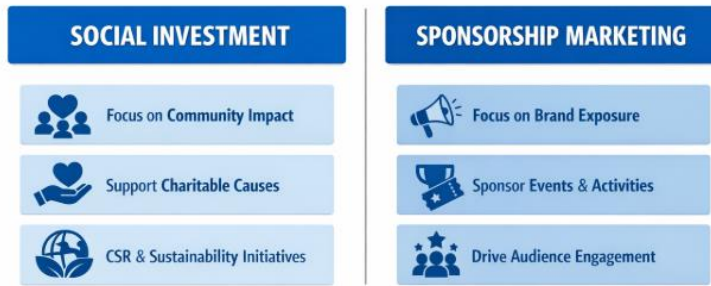 SOCIAL INVESTMENT
Focus on Community Impact
Support Charitable Causes
CSR & Sustainability Initiatives
SPONSORSHIP MARKETING
Focus on Brand Exposure
Sponsor Events & Activities
Drive Audience Engagement